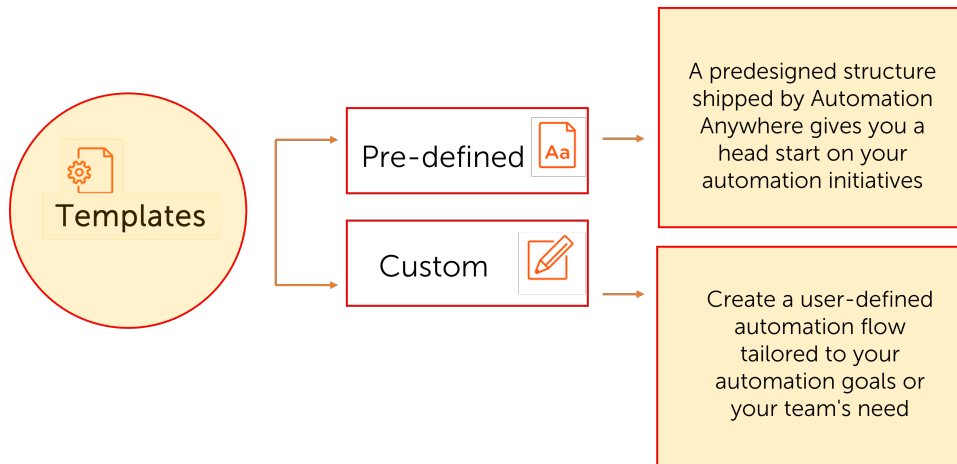 Templates
Pre-defined
Aa
A predesigned structure
shipped by Automation
Anywhere gives you a
head start on your
automation initiatives
Custom
Create a user-defined
automation flow
tailored to your
automation goals or
your team's need